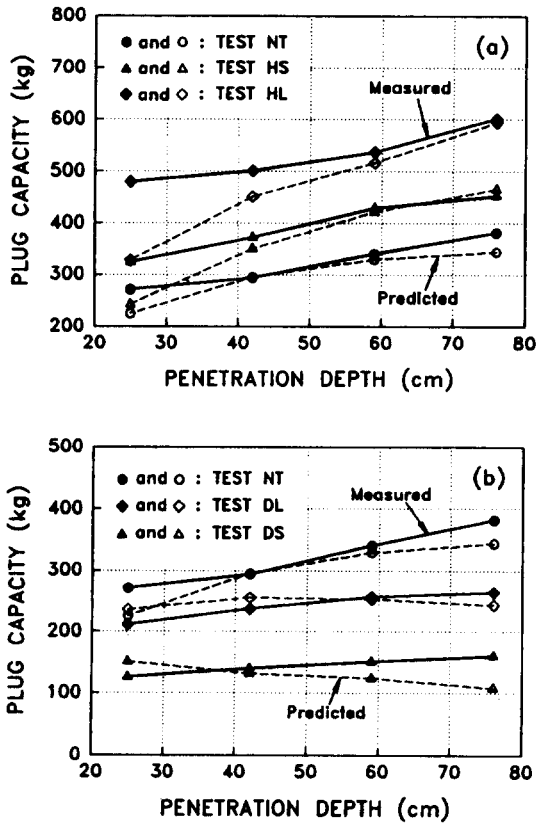 PLUG CAPACITY (kg)
800
700
600
500
400
300
200
● and ○ : TEST NT
▲ and △ : TEST HS
◆ and ◇ : TEST HL
(a)
Measured
Predicted
20 30 40 50 60 70 80
PENETRATION DEPTH (cm)
PLUG CAPACITY (kg)
500
400
300
200
100
0
● and ○ : TEST NT
◆ and ◇ : TEST DL
▲ and △ : TEST DS
(b)
Measured
Predicted
20 30 40 50 60 70 80
PENETRATION DEPTH (cm)